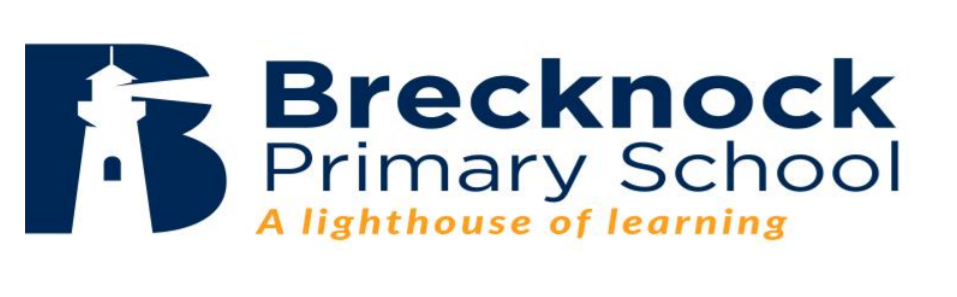 B
Brecknock
Primary School
A lighthouse of learning